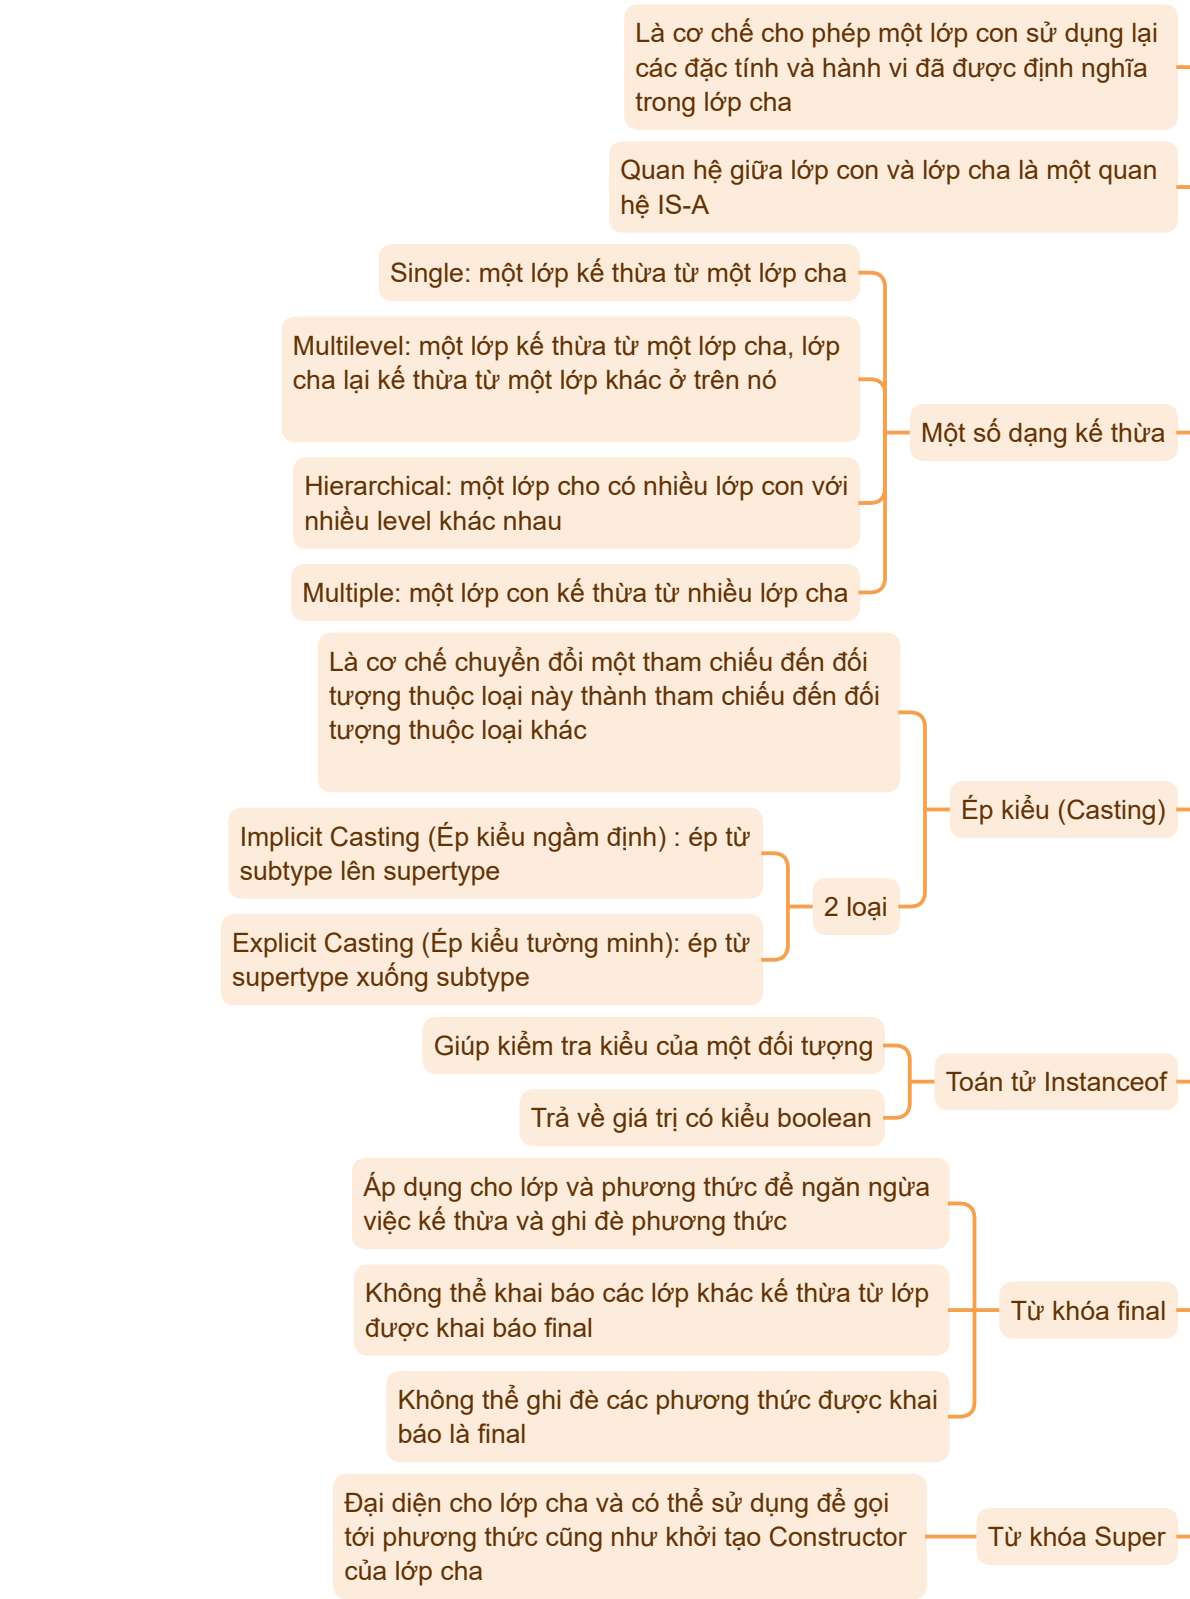 Là cơ chế cho phép một lớp con sử dụng lại
các đặc tính và hành vi đã được định nghĩa
trong lớp cha
Quan hệ giữa lớp con và lớp cha là một quan
hệ IS-A
Single: một lớp kế thừa từ một lớp cha
Multilevel: một lớp kế thừa từ một lớp cha, lớp
cha lại kế thừa từ một lớp khác ở trên nó
Hierarchical: một lớp cho có nhiều lớp con với
nhiều level khác nhau
Multiple: một lớp con kế thừa từ nhiều lớp cha
Một số dạng kế thừa
Là cơ chế chuyển đổi một tham chiếu đến đối
tượng thuộc loại này thành tham chiếu đến đối
tượng thuộc loại khác
Implicit Casting (Ép kiểu ngầm định) : ép từ
subtype lên supertype
Explicit Casting (Ép kiểu tường minh): ép từ
supertype xuống subtype
2 loại
Ép kiểu (Casting)
Giúp kiểm tra kiểu của một đối tượng
Trả về giá trị có kiểu boolean
Toán tử Instanceof
Áp dụng cho lớp và phương thức để ngăn ngừa
việc kế thừa và ghi đè phương thức
Không thể khai báo các lớp khác kế thừa từ lớp
được khai báo final
Không thể ghi đè các phương thức được khai
báo là final
Từ khóa final
Đại diện cho lớp cha và có thể sử dụng để gọi
tới phương thức cũng như khởi tạo Constructor
của lớp cha
Từ khóa Super